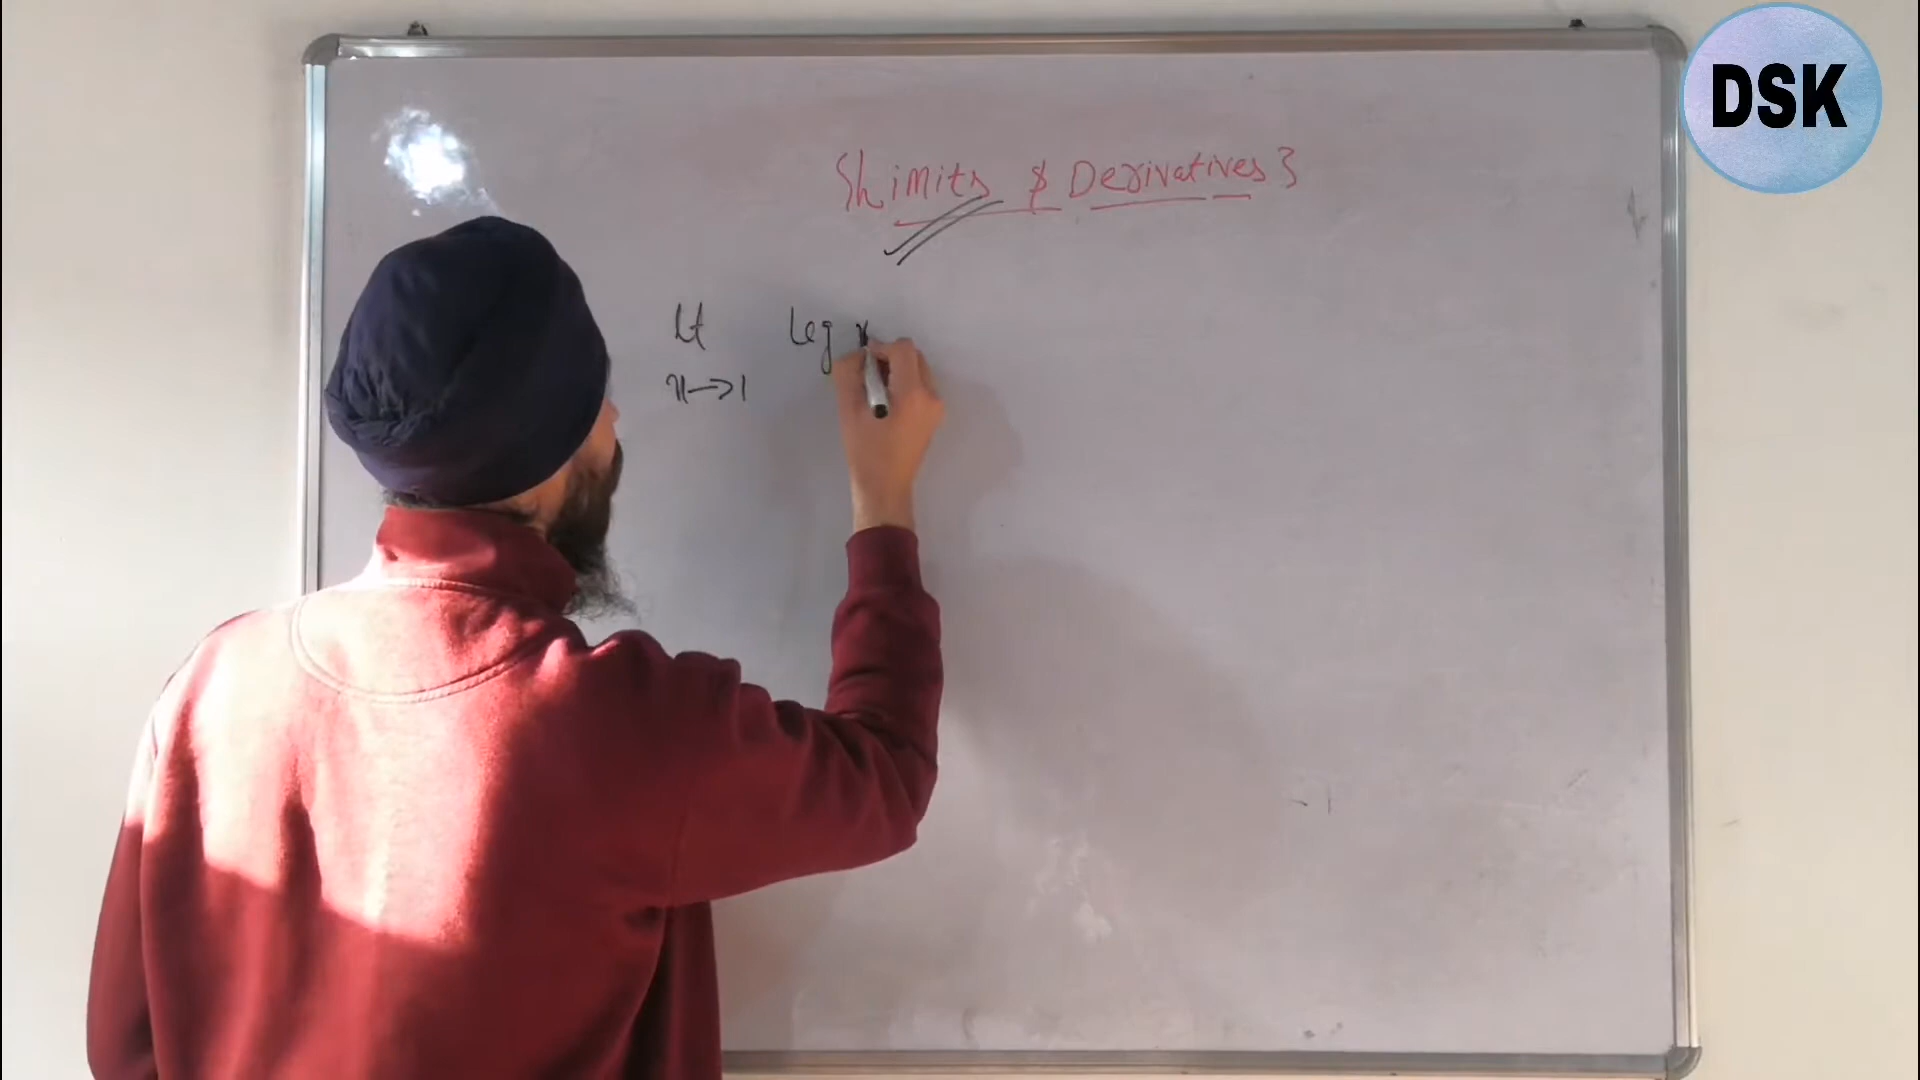 DSK
{Limits & Derivatives}
Lt log x
x→1